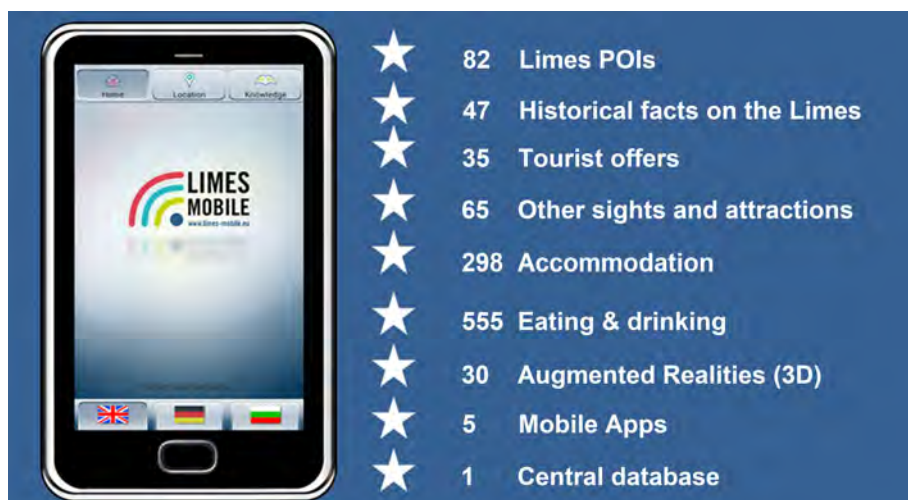 Home Location Knowledge
LIMES
MOBILE
www.limes-mobile.eu
82 Limes POIs
47 Historical facts on the Limes
35 Tourist offers
65 Other sights and attractions
298 Accommodation
555 Eating & drinking
30 Augmented Realities (3D)
5 Mobile Apps
1 Central database